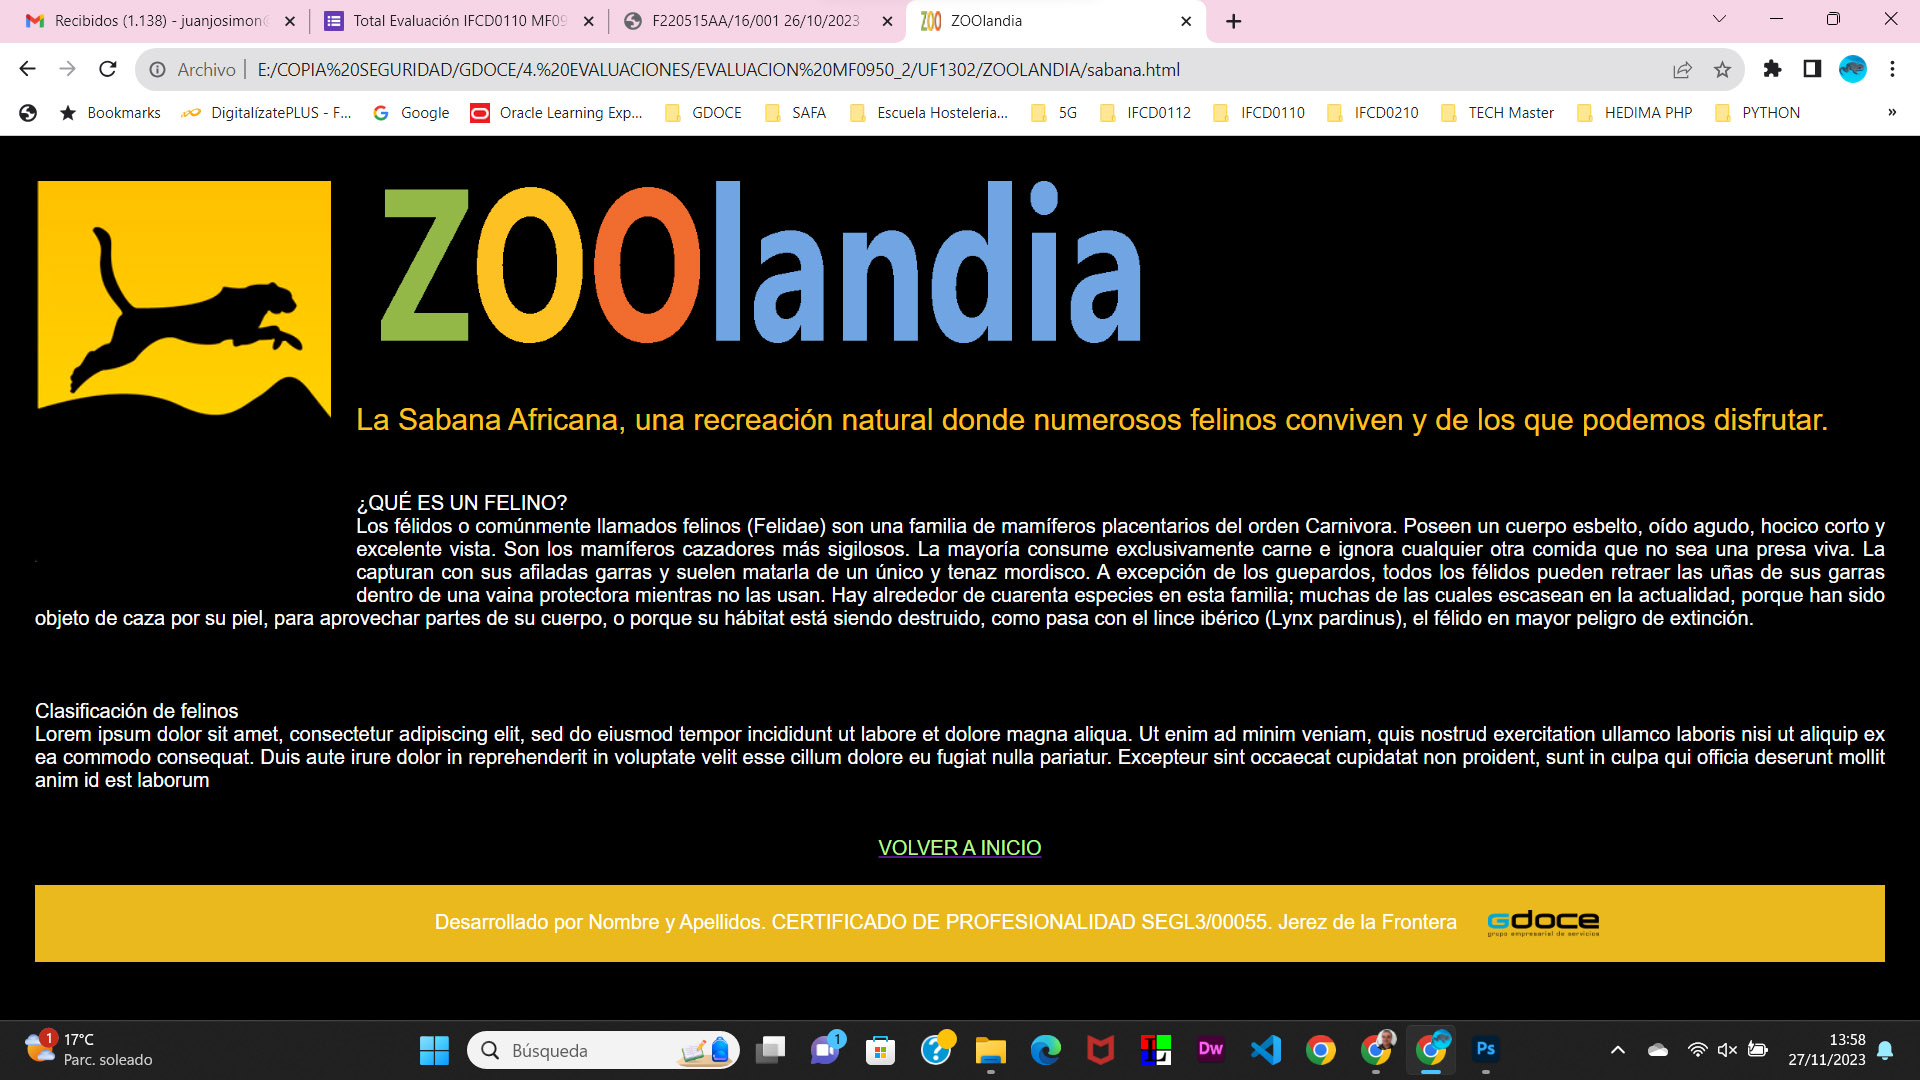 Recibidos (1.138) - juanjosimon
Total Evaluación IFCD0110 MF09
F220515AA/16/001 26/10/2023
ZOO ZOOlandia
Archivo | E:/COPIA%20SEGURIDAD/GDOCE/4.%20EVALUACIONES/EVALUACION%20MF0950_2/UF1302/ZOOLANDIA/sabana.html
Bookmarks DigitalízatePLUS - F... Google Oracle Learning Exp... GDOCE SAFA Escuela Hosteleria... 5G IFCD0112 IFCD0110 IFCD0210 TECH Master HEDIMA PHP PYTHON »
ZOOlandia
La Sabana Africana, una recreación natural donde numerosos felinos conviven y de los que podemos disfrutar.
¿QUÉ ES UN FELINO?
Los félidos o comúnmente llamados felinos (Felidae) son una familia de mamíferos placentarios del orden Carnivora. Poseen un cuerpo esbelto, oído agudo, hocico corto y
excelente vista. Son los mamíferos cazadores más sigilosos. La mayoría consume exclusivamente carne e ignora cualquier otra comida que no sea una presa viva. La
capturan con sus afiladas garras y suelen matarla de un único y tenaz mordisco. A excepción de los guepardos, todos los félidos pueden retraer las uñas de sus garras
dentro de una vaina protectora mientras no las usan. Hay alrededor de cuarenta especies en esta familia; muchas de las cuales escasean en la actualidad, porque han sido
objeto de caza por su piel, para aprovechar partes de su cuerpo, o porque su hábitat está siendo destruido, como pasa con el lince ibérico (Lynx pardinus), el félido en mayor peligro de extinción.
Clasificación de felinos
Lorem ipsum dolor sit amet, consectetur adipiscing elit, sed do eiusmod tempor incididunt ut labore et dolore magna aliqua. Ut enim ad minim veniam, quis nostrud exercitation ullamco laboris nisi ut aliquip ex
ea commodo consequat. Duis aute irure dolor in reprehenderit in voluptate velit esse cillum dolore eu fugiat nulla pariatur. Excepteur sint occaecat cupidatat non proident, sunt in culpa qui officia deserunt mollit
anim id est laborum
VOLVER A INICIO
Desarrollado por Nombre y Apellidos. CERTIFICADO DE PROFESIONALIDAD SEGL3/00055. Jerez de la Frontera
Gdoce
grupo empresarial de servicios
1
17°C
Parc. soleado
Búsqueda
1
Dw
Ps
13:58
27/11/2023